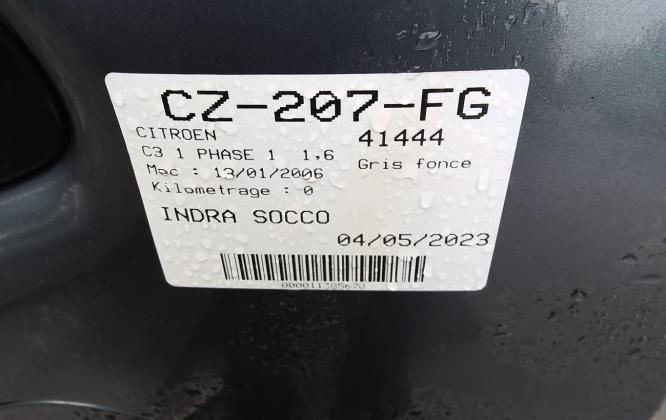 CZ-207-FG
CITROEN 41444
C3 1 PHASE 1 1,6 Gris fonce
Mec : 13/01/2006
Kilometrage : 0
INDRA SOCCO
04/05/2023